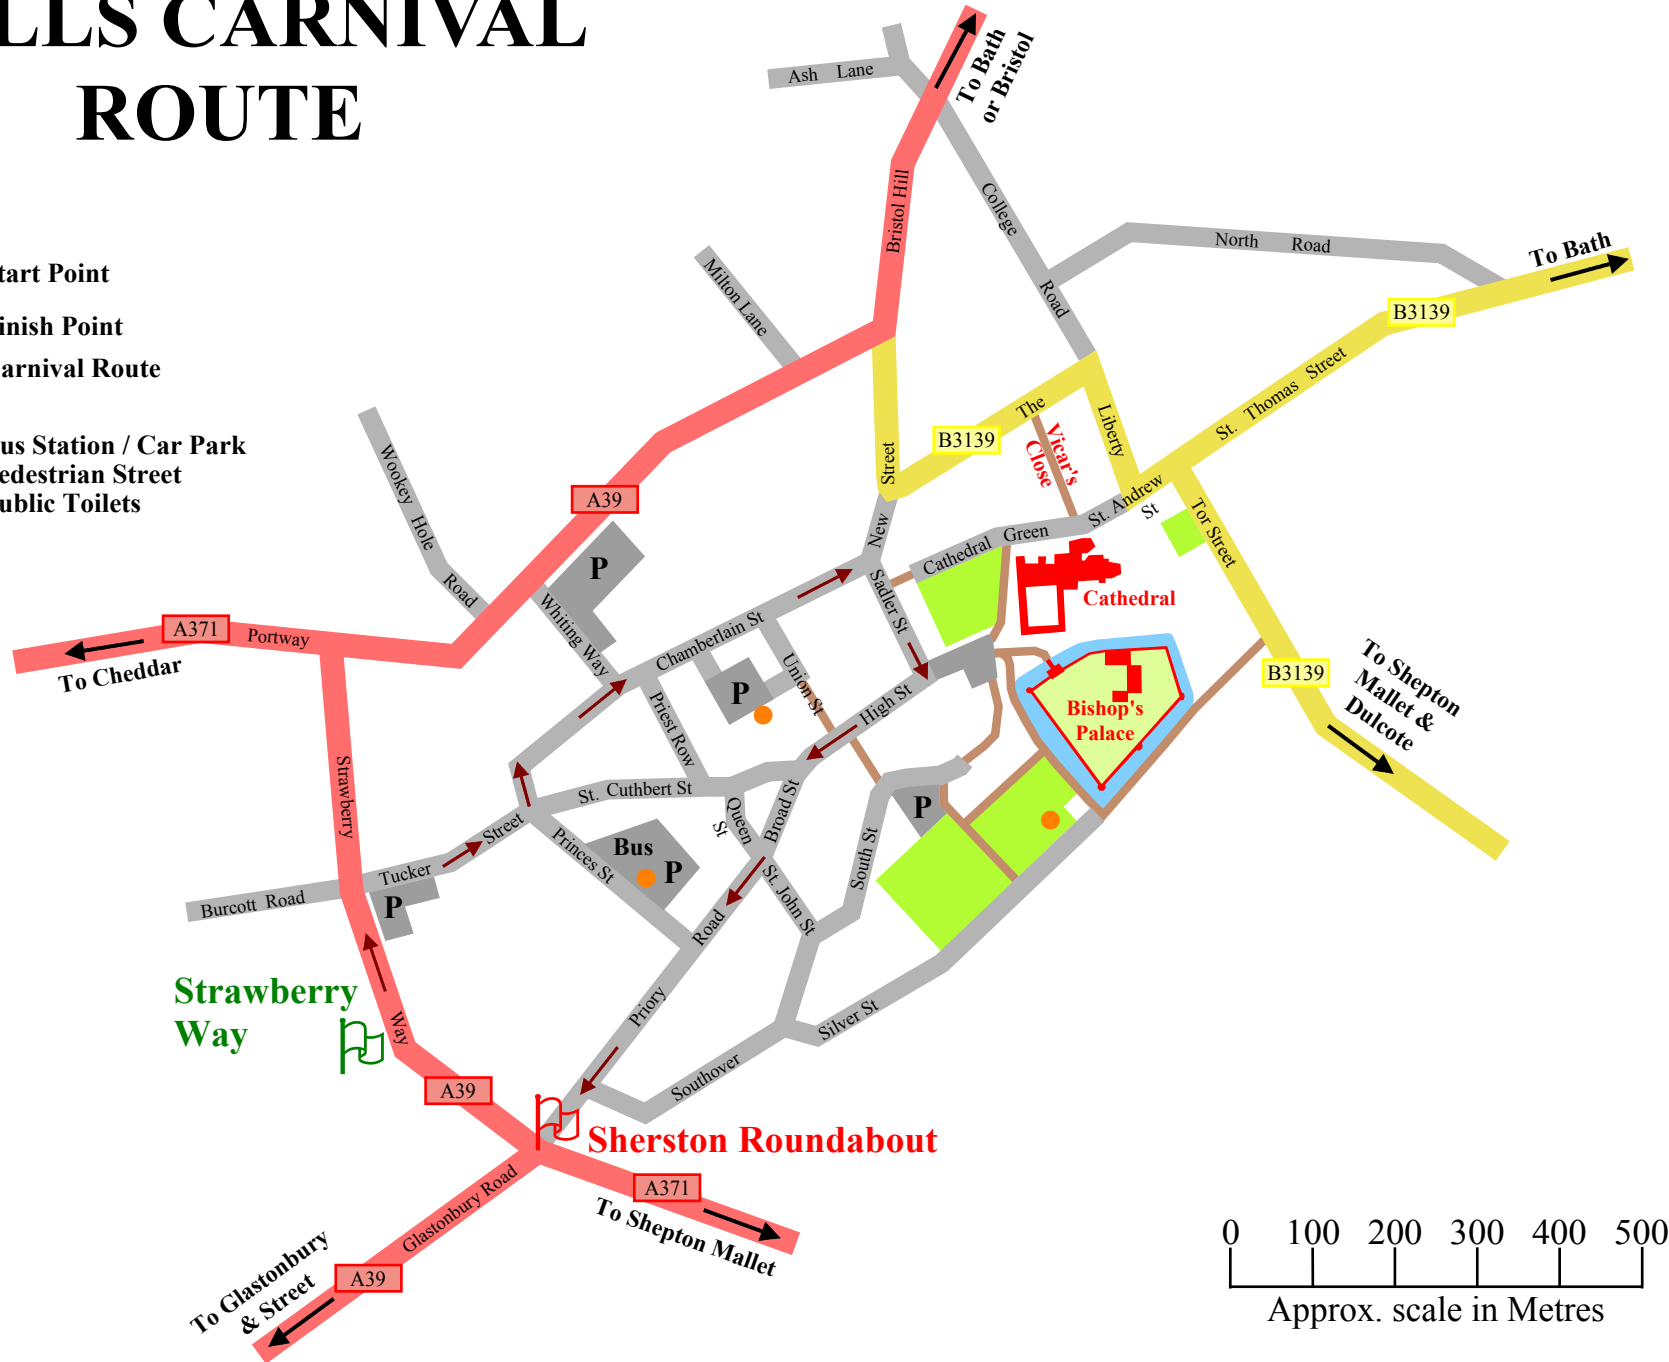 LLS CARNIVAL
ROUTE
tart Point
inish Point
arnival Route
us Station / Car Park
edestrian Street
ublic Toilets
Ash Lane
To Bath
or Bristol
Bristol Hill
College
Road
North Road
To Bath
B3139
Milton Lane
St. Thomas Street
The
Liberty
B3139
Vicar's
Close
Street
New
Wookey Hole
Road
A39
P
St. Andrew
St
Tor Street
Cathedral Green
Cathedral
Sadler St
Whiting Way
Chamberlain St
A371
Portway
To Cheddar
B3139
To Shepton
Mallet &
Dulcote
Union St
P
High St
Priest Row
Bishop's
Palace
Strawberry
St. Cuthbert St
Queen
St
Broad St
P
Street
Tucker
Princes St
Bus
P
South St
St. John St
Burcott Road
P
Road
Strawberry
Way
Way
Priory
Silver St
Southover
A39
Sherston Roundabout
A371
To Shepton Mallet
Glastonbury Road
A39
To Glastonbury
& Street
0 100 200 300 400 500
Approx. scale in Metres